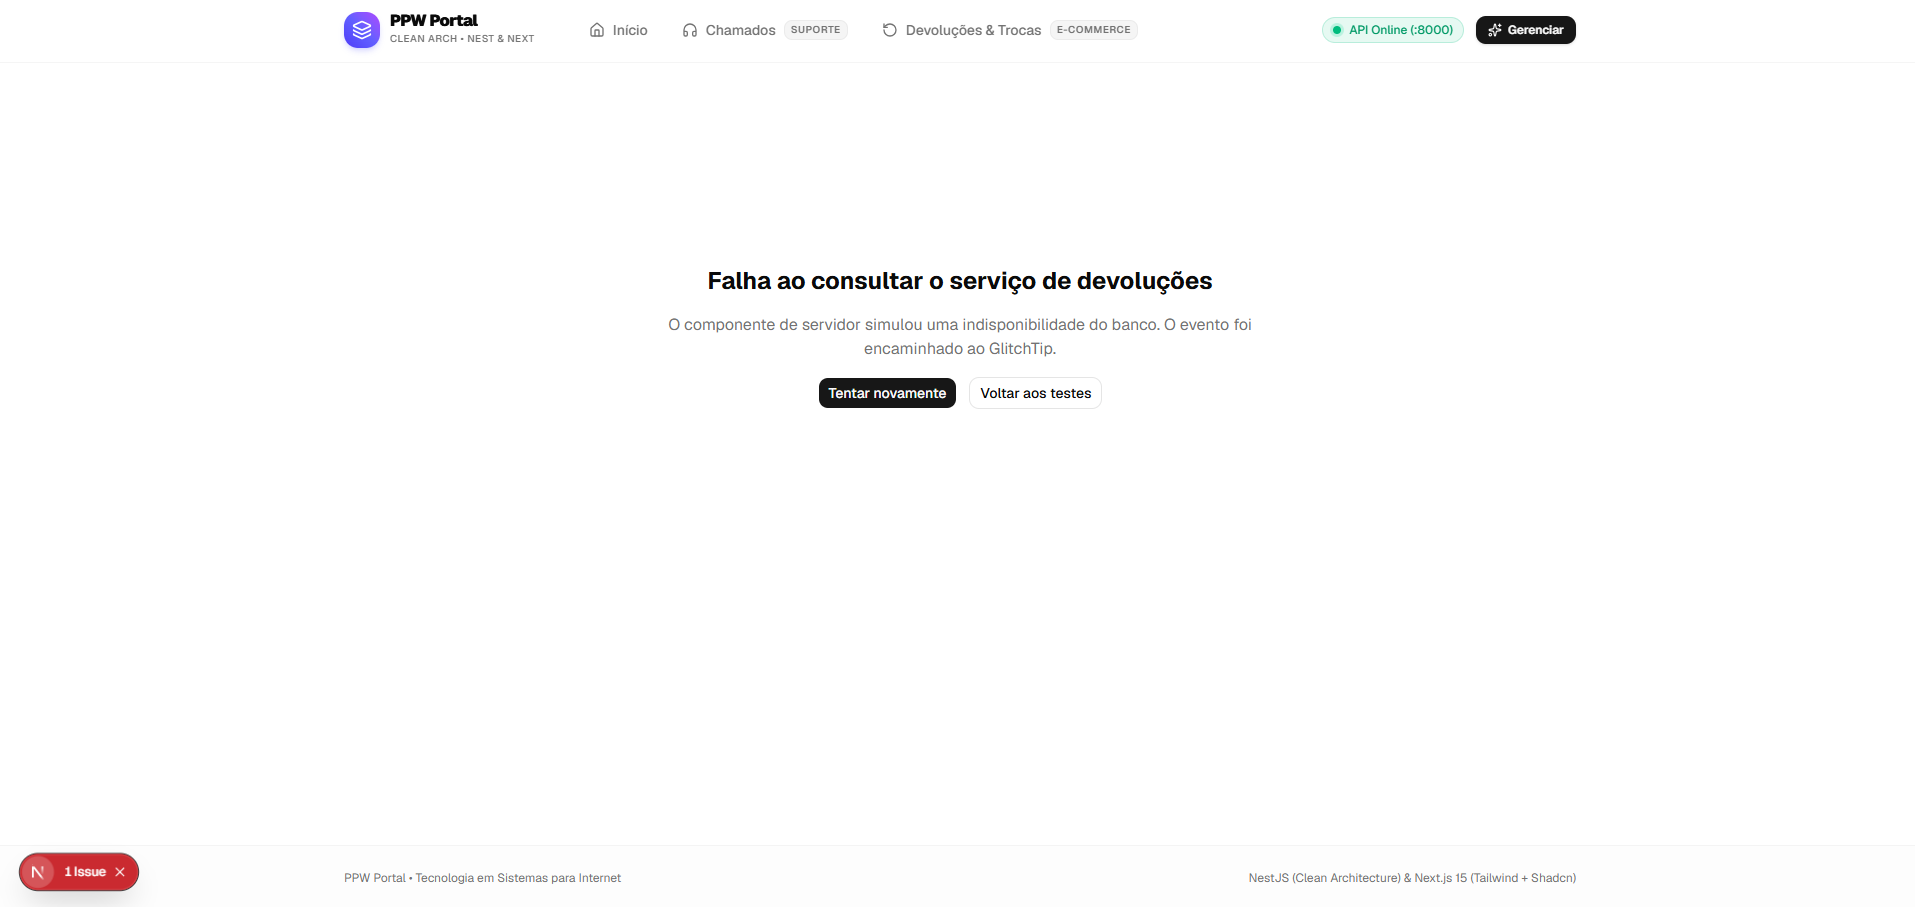 PPW Portal
CLEAN ARCH • NEST & NEXT
Início
Chamados SUPORTE
Devoluções & Trocas E-COMMERCE
API Online (:8000)
Gerenciar
Falha ao consultar o serviço de devoluções
O componente de servidor simulou uma indisponibilidade do banco. O evento foi
encaminhado ao GlitchTip.
Tentar novamente
Voltar aos testes
N 1 Issue
PPW Portal • Tecnologia em Sistemas para Internet
NestJS (Clean Architecture) & Next.js 15 (Tailwind + Shadcn)